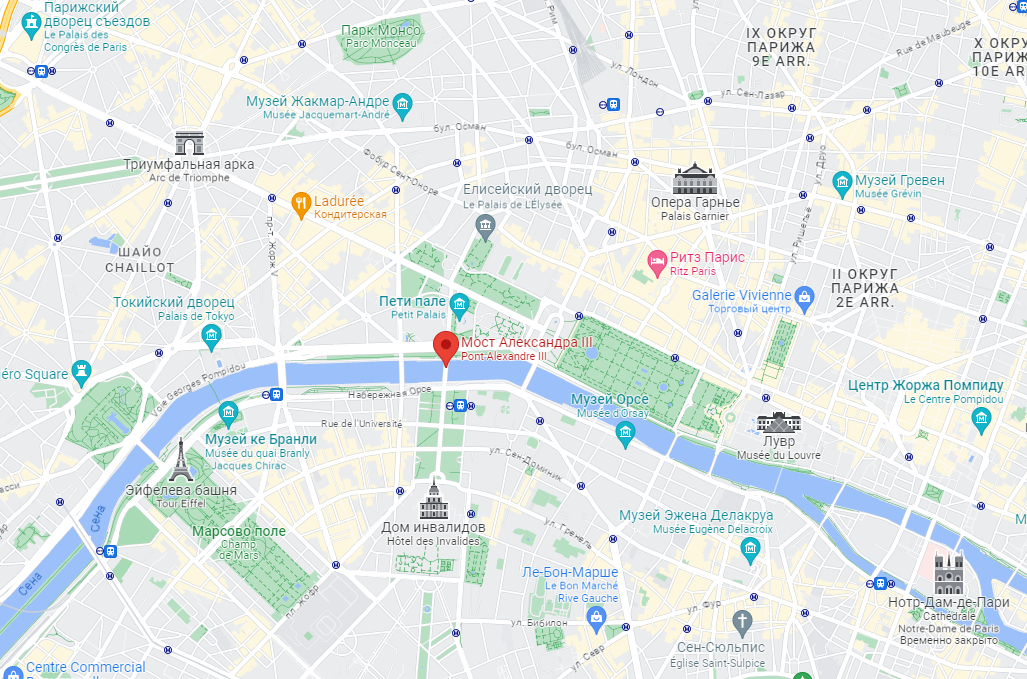 Парижский
дворец съездов
Le Palais des
Congrès de Paris
Парк Монсо
Parc Monceau
IX ОКРУГ
ПАРИЖА
9E ARR.
Rue de Maubeuge
X ОКРУГ
ПАРИЖА
10E ARR
ул. Лондон
ул. Сен-Лазар
Музей Жакмар-Андре
Musée Jacquemart-André
бул. Осман
бул. Осман
Триумфальная арка
Arc de Triomphe
Фобур Сент-Оноре
ул. Друо
Елисейский дворец
Le Palais de L'Élysée
Опера Гарнье
Palais Garnier
Музей Гревен
Musée Grévin
Ladurée
Кондитерская
пр-т. Жорж V
ул. Ришелье
ШАЙО
CHAILLOT
Ритц Парис
Ritz Paris
II ОКРУГ
ПАРИЖА
2E ARR.
Galerie Vivienne
Торговый центр
Токийский дворец
Palais de Tokyo
Пети пале
Petit Palais
Мост Александра III
Pont Alexandre III
éro Square
Voie Georges Pompidou
Набережная Орсе
Музей Орсе
Musée d'Orsay
Центр Жоржа Помпиду
Le Centre Pompidou
Rue de l'Université
Музей ке Бранли
Musée du quai Branly
Jacques Chirac
Лувр
Musée du Louvre
ул. Сен-Доминик
Эйфелева башня
Tour Eiffel
Сена
Марсово поле
Champ
de Mars
Дом инвалидов
Hôtel des Invalides
ул. Гренель
Музей Эжена Делакруа
Musée Eugène Delacroix
Сена
Ле-Бон-Марше
Le Bon Marché
Rive Gauche
ул. Фур
Нотр-Дам-де-Пари
Cathédrale
Notre-Dame de Paris
Временно закрыто
ул. Бабилон
ул. Севр
Сен-Сюльпис
Église Saint-Sulpice
Centre Commercial